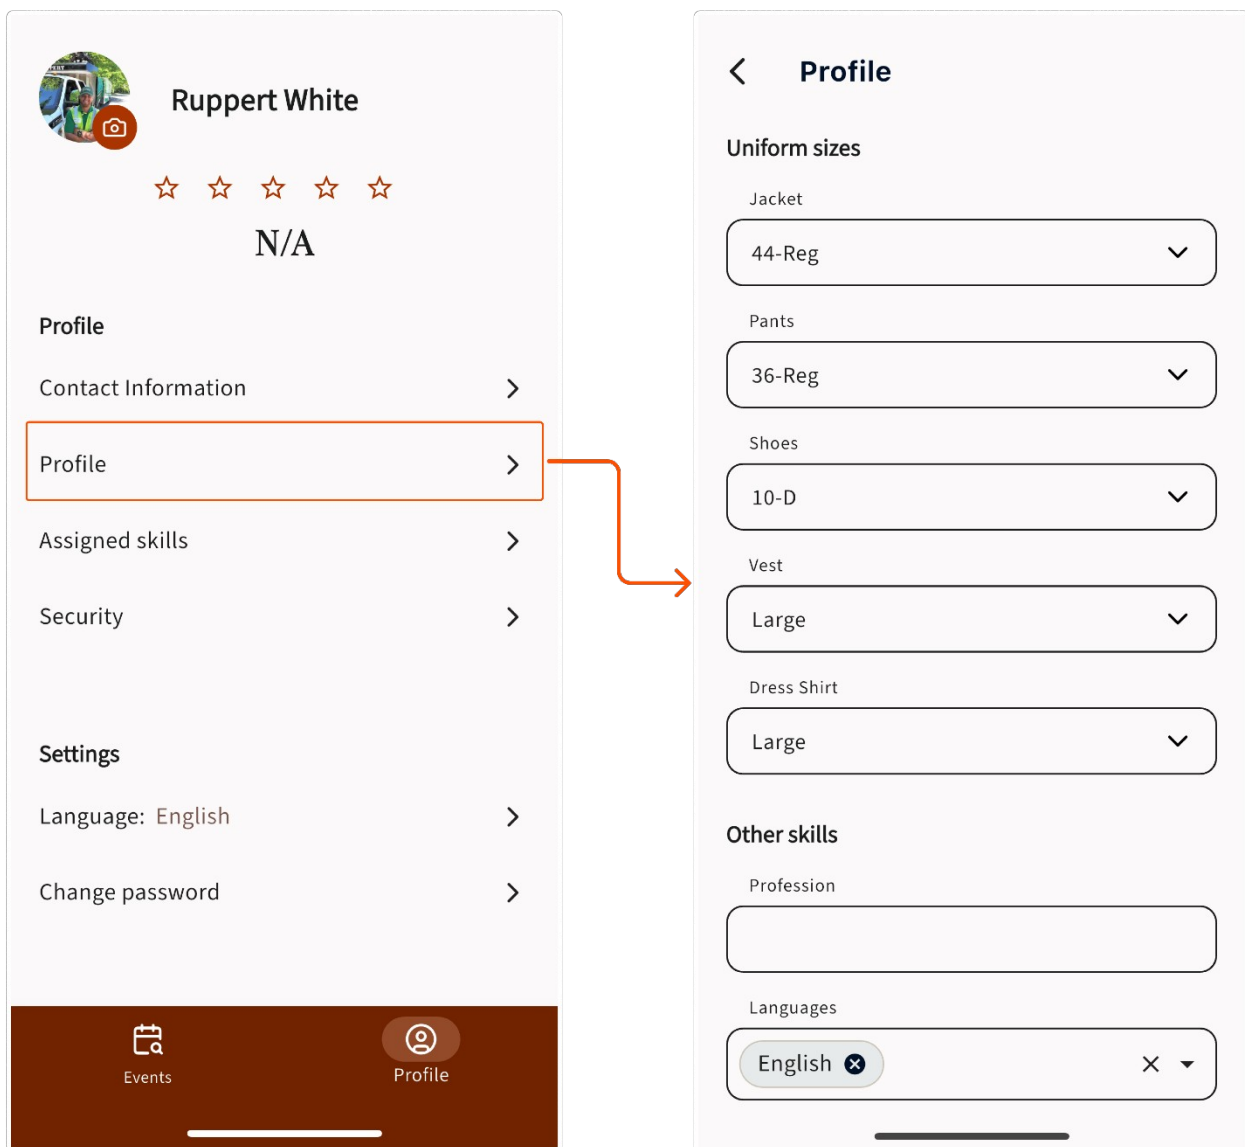 Ruppert White
N/A
Profile
Contact Information
Profile
Assigned skills
Security
Settings
Language: English
Change password
Events
Profile
Profile
Uniform sizes
Jacket
44-Reg
Pants
36-Reg
Shoes
10-D
Vest
Large
Dress Shirt
Large
Other skills
Profession
Languages
English